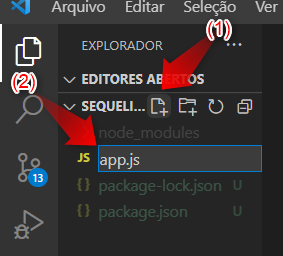 Arquivo Editar Seleção
(1)
EXPLORADOR
EDITORES ABERTOS
(2)
SEQUELI...
node_modules
JS app.js
{} package-lock.json U
{} package.json U
13